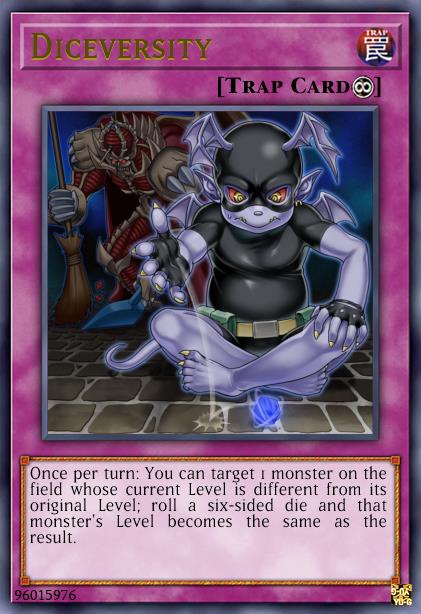 DICEVERSITY
TRAP
罠
[TRAP CARD]
Once per turn: You can target 1 monster on the
field whose current Level is different from its
original Level; roll a six-sided die and that
monster's Level becomes the same as the
result.
96015976